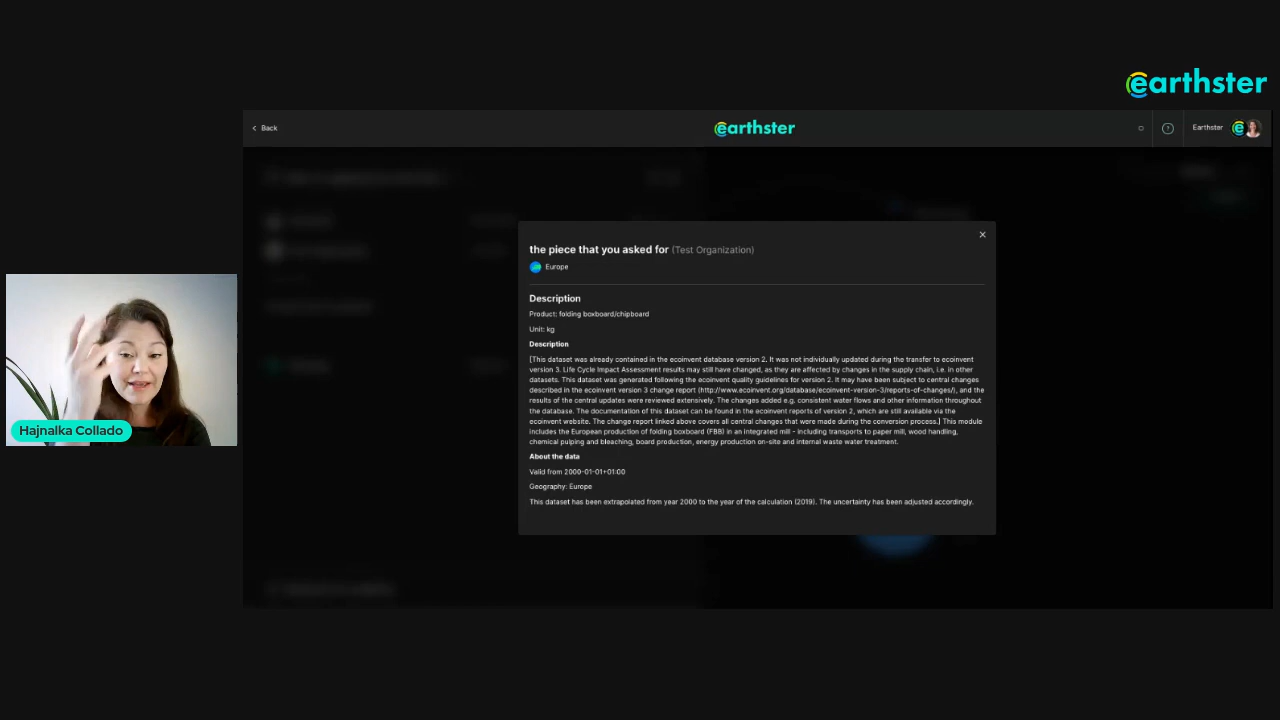 earthster
Back
earthster
Earthster
the piece that you asked for (Test Organization)
Europe
Description
Product: folding boxboard/chipboard
Unit: kg
Description
[This dataset was already contained in the ecoinvent database version 2. It was not individually updated during the transfer to ecoinvent
version 3. Life Cycle Impact Assessment results may still have changed, as they are affected by changes in the supply chain, i.e. in other
datasets. This dataset was generated following the ecoinvent quality guidelines for version 2. It may have been subject to central changes
described in the ecoinvent version 3 change report (http://www.ecoinvent.org/database/ecoinvent-version-3/reports-of-changes/), and the
results of the central updates were reviewed extensively. The changes added e.g. consistent water flows and other information throughout
the database. The documentation of this dataset can be found in the ecoinvent reports of version 2, which are still available via the
ecoinvent website. The change report linked above covers all central changes that were made during the conversion process.] This module
includes the European production of folding boxboard (FBB) in an integrated mill - including transports to paper mill, wood handling,
chemical pulping and bleaching, board production, energy production on-site and internal waste water treatment.
About the data
Valid from 2000-01-01+01:00
Geography: Europe
This dataset has been extrapolated from year 2000 to the year of the calculation (2019). The uncertainty has been adjusted accordingly.
Hajnalka Collado